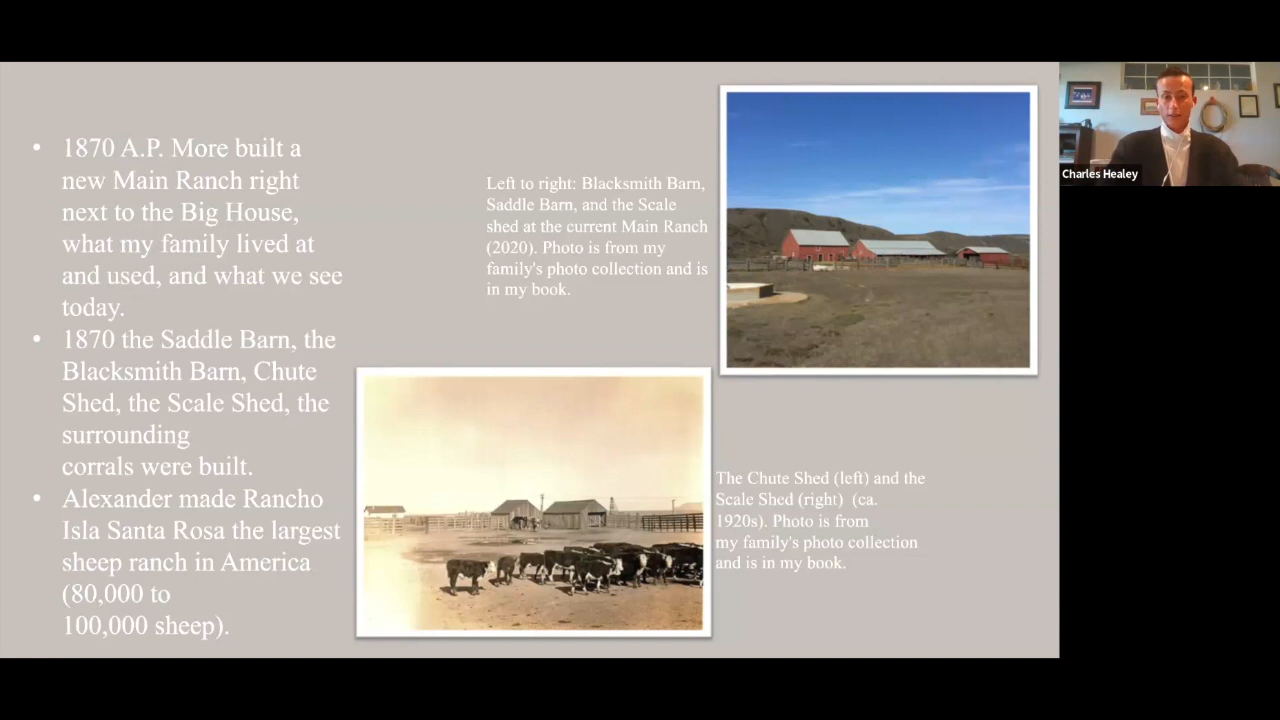 • 1870 A.P. More built a
new Main Ranch right
next to the Big House,
what my family lived at
and used, and what we see
today.
• 1870 the Saddle Barn, the
Blacksmith Barn, Chute
Shed, the Scale Shed, the
surrounding
corrals were built.
• Alexander made Rancho
Isla Santa Rosa the largest
sheep ranch in America
(80,000 to
100,000 sheep).
Left to right: Blacksmith Barn,
Saddle Barn, and the Scale
shed at the current Main Ranch
(2020). Photo is from my
family's photo collection and is
in my book.
The Chute Shed (left) and the
Scale Shed (right) (ca.
1920s). Photo is from
my family's photo collection
and is in my book.
Charles Healey